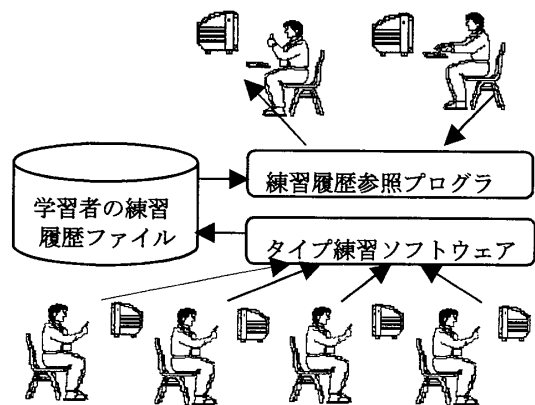 練習履歴参照プログラ
学習者の練習
履歴ファイル
タイプ練習ソフトウェア